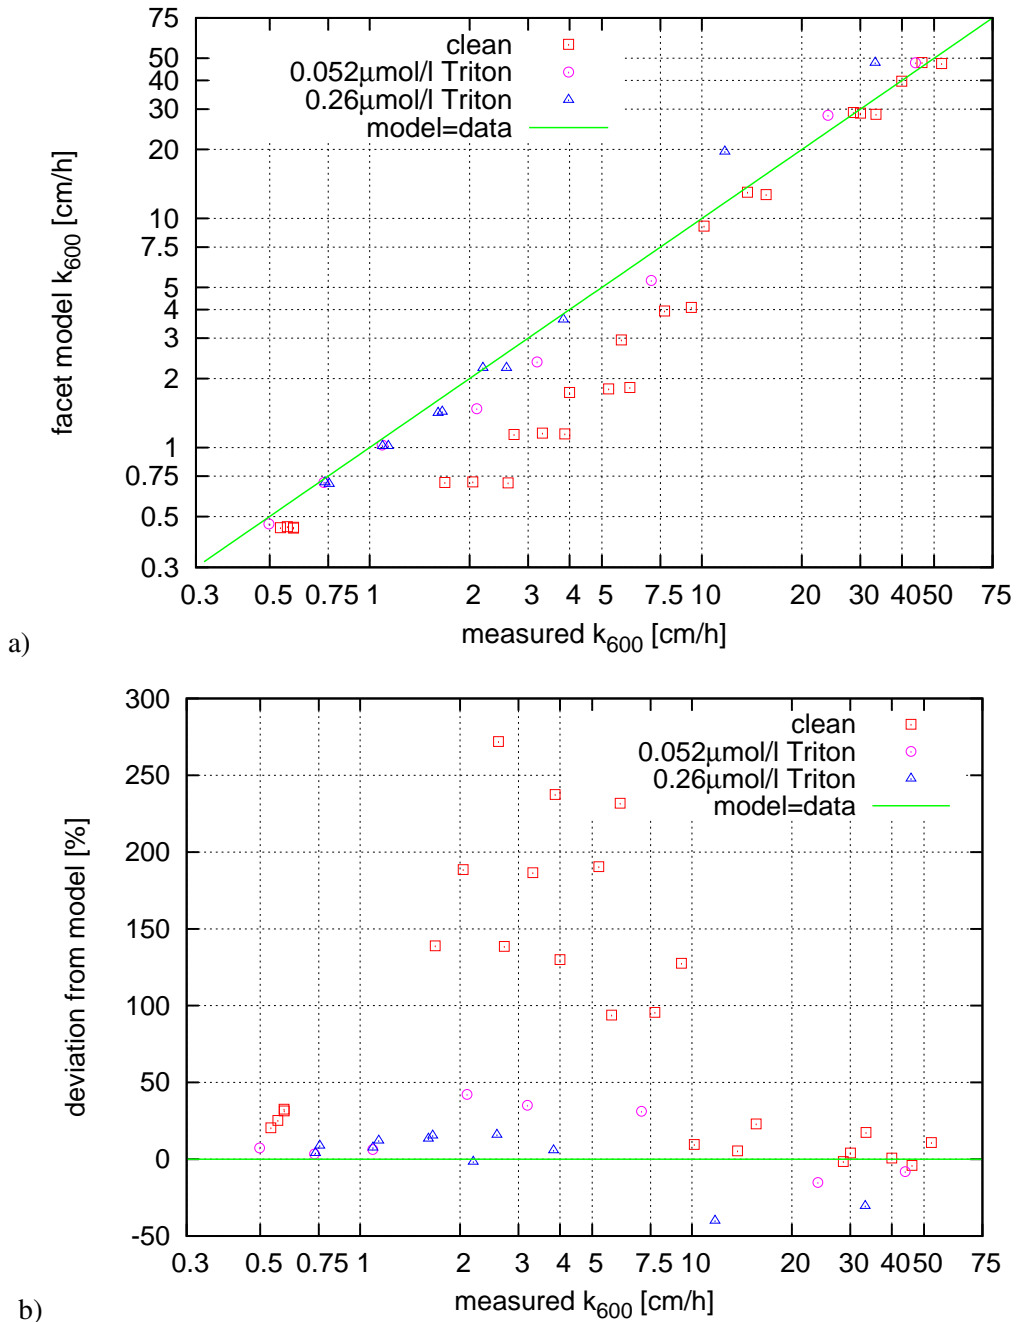 75
50
40
30
20
10
7.5
5
4
3
2
1
0.75
0.5
0.3
facet model k600 [cm/h]
clean
0.052μmol/l Triton
0.26μmol/l Triton
model=data
0.3 0.5 0.75 1 2 3 4 5 7.5 10 20 30 40 50 75
measured k600 [cm/h]
a)
300
250
200
150
100
50
0
-50
deviation from model [%]
clean
0.052μmol/l Triton
0.26μmol/l Triton
model=data
0.3 0.5 0.75 1 2 3 4 5 7.5 10 20 30 40 50 75
measured k600 [cm/h]
b)